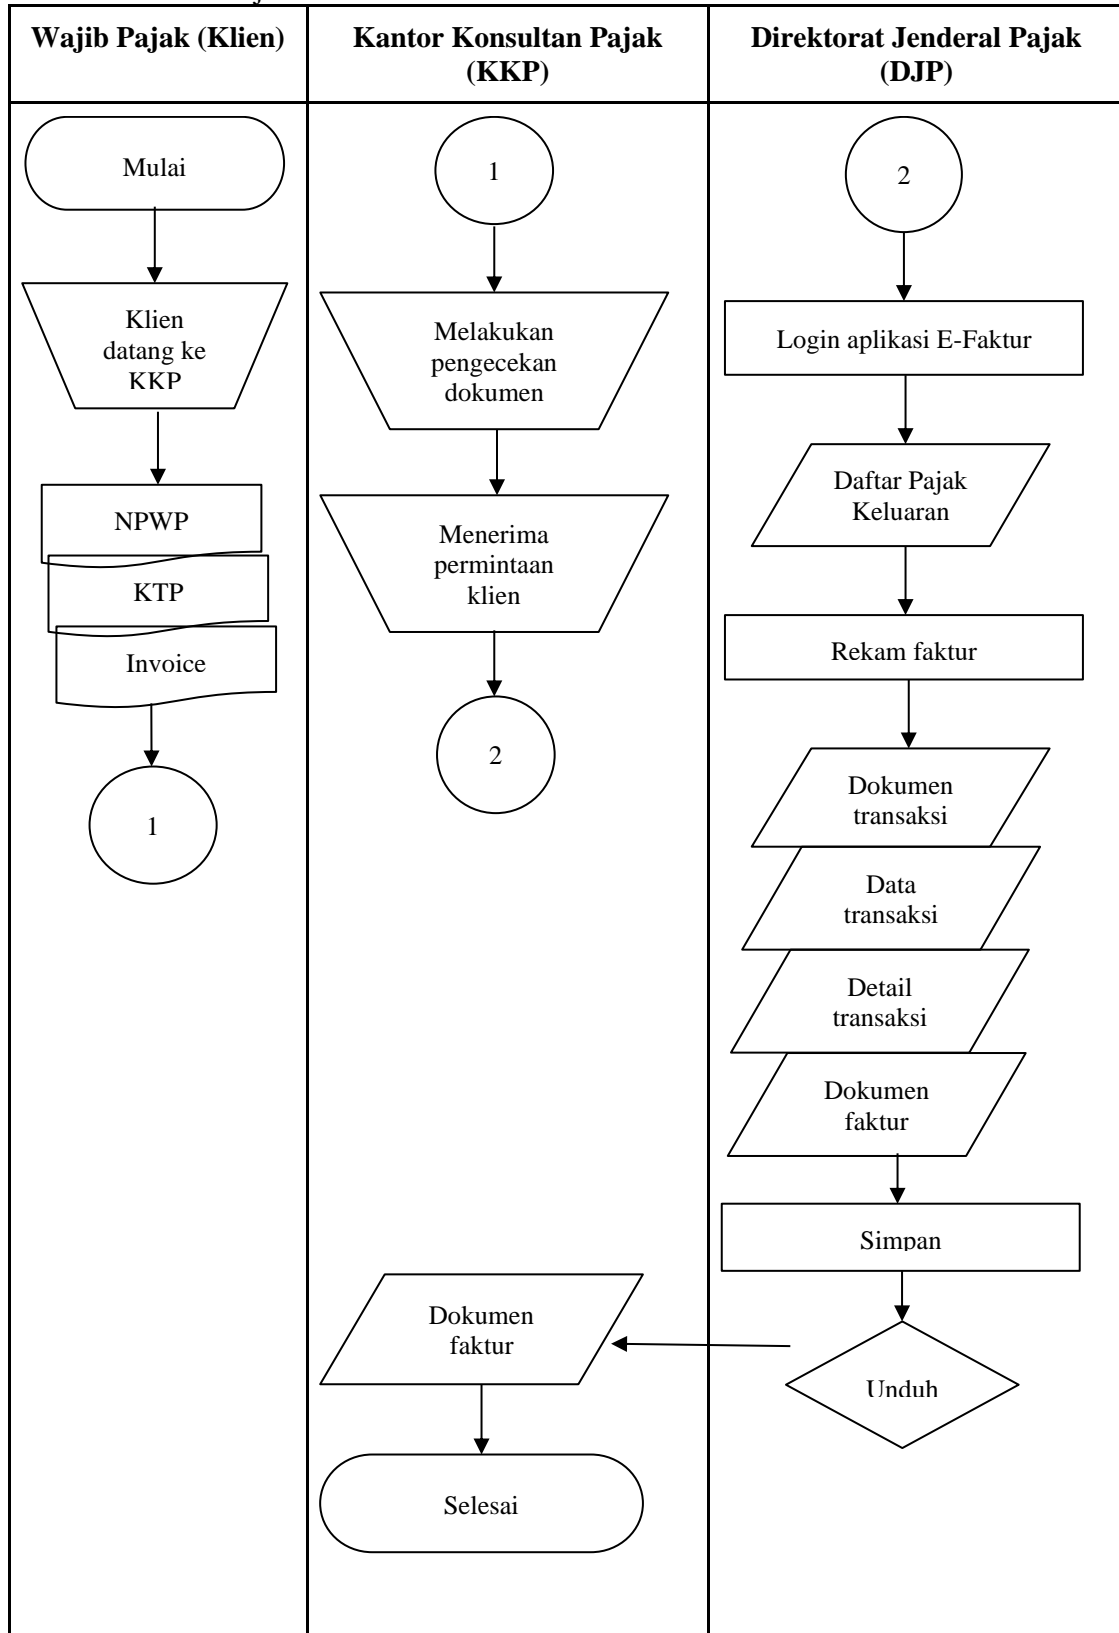 Wajib Pajak (Klien)
Kantor Konsultan Pajak
(KKP)
Direktorat Jenderal Pajak
(DJP)
Mulai
Klien
datang ke
KKP
NPWP
KTP
Invoice
1
1
Melakukan
pengecekan
dokumen
Menerima
permintaan
klien
2
Dokumen
faktur
Selesai
2
Login aplikasi E-Faktur
Daftar Pajak
Keluaran
Rekam faktur
Dokumen
transaksi
Data
transaksi
Detail
transaksi
Dokumen
faktur
Simpan
Unduh